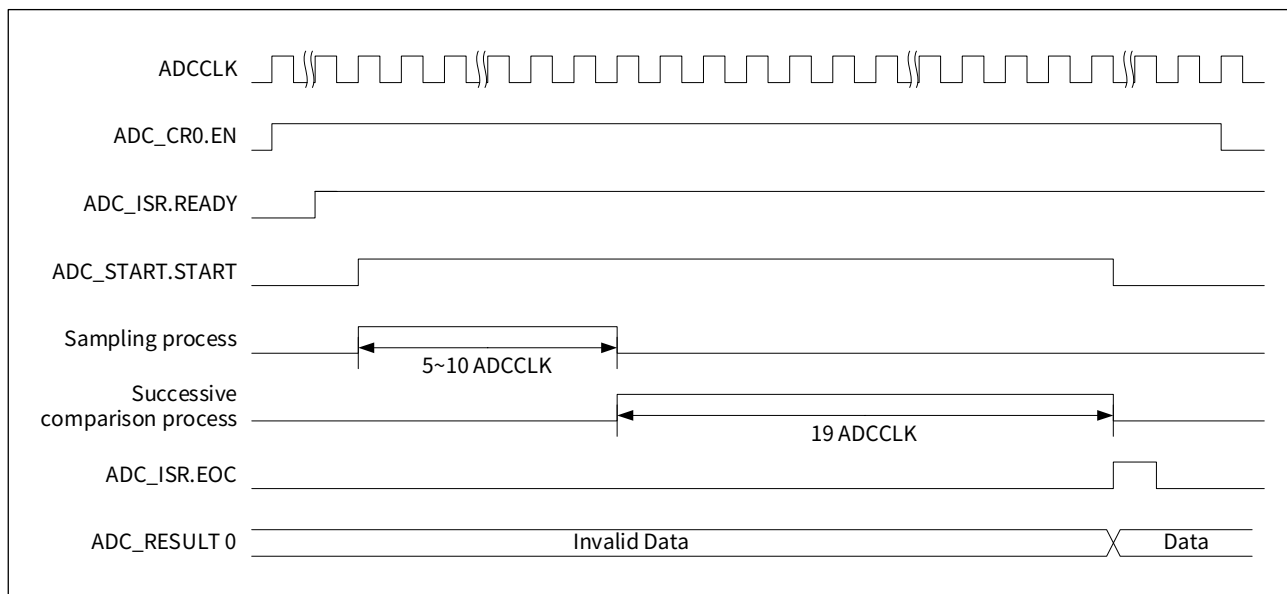 ADCCLK
ADC_CR0.EN
ADC_ISR.READY
ADC_START.START
Sampling process
5~10 ADCCLK
Successive
comparison process
19 ADCCLK
ADC_ISR.EOC
ADC_RESULT 0
Invalid Data
Data